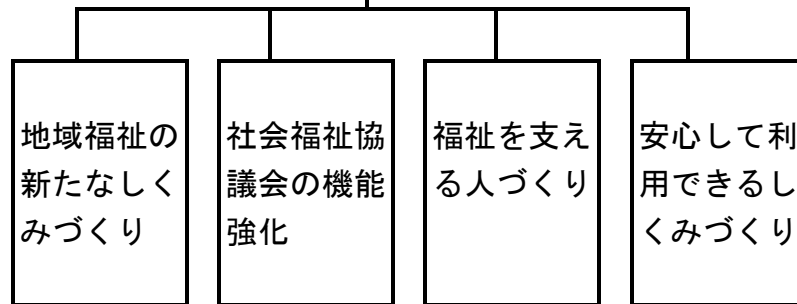 地域福祉の
新たなしく
みづくり
社会福祉協
議会の機能
強化
福祉を支え
る人づくり
安心して利
用できるし
くみづくり